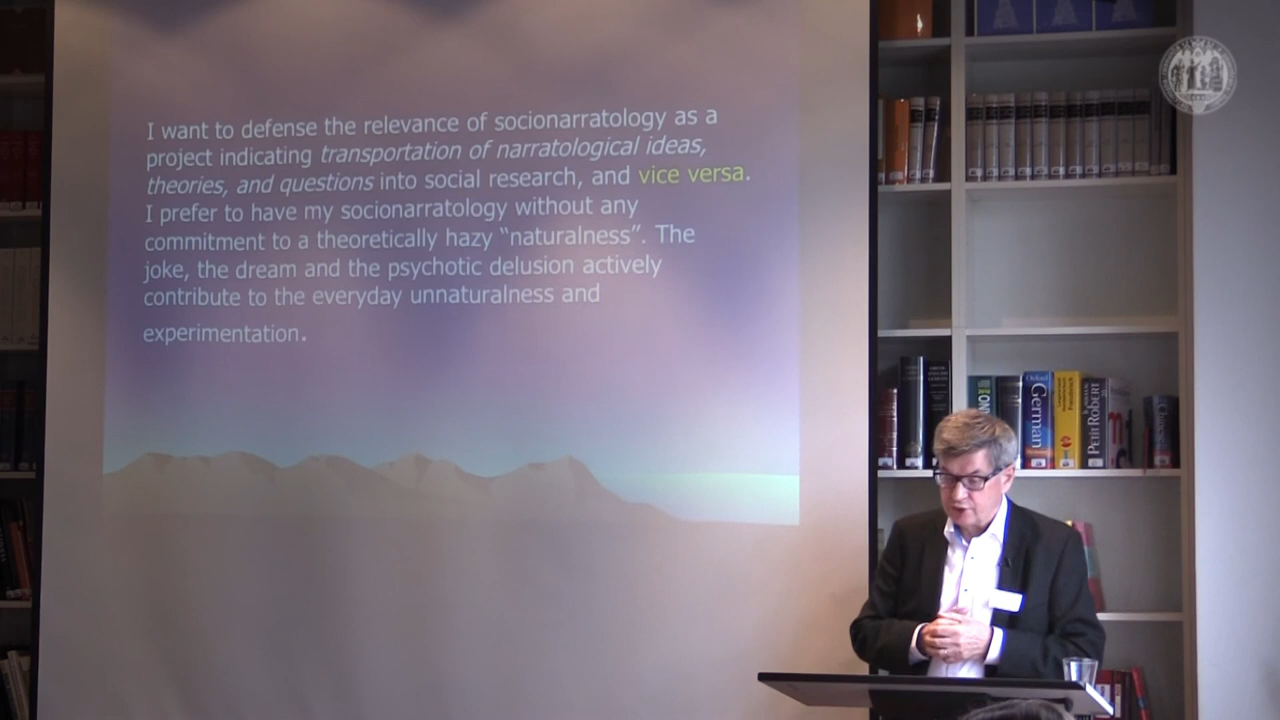 I want to defense the relevance of socionarratology as a
project indicating transportation of narratological ideas,
theories, and questions into social research, and vice versa.
I prefer to have my socionarratology without any
commitment to a theoretically hazy “naturalness”. The
joke, the dream and the psychotic delusion actively
contribute to the everyday unnaturalness and
experimentation.
Oxford
German
Petit ROBERT